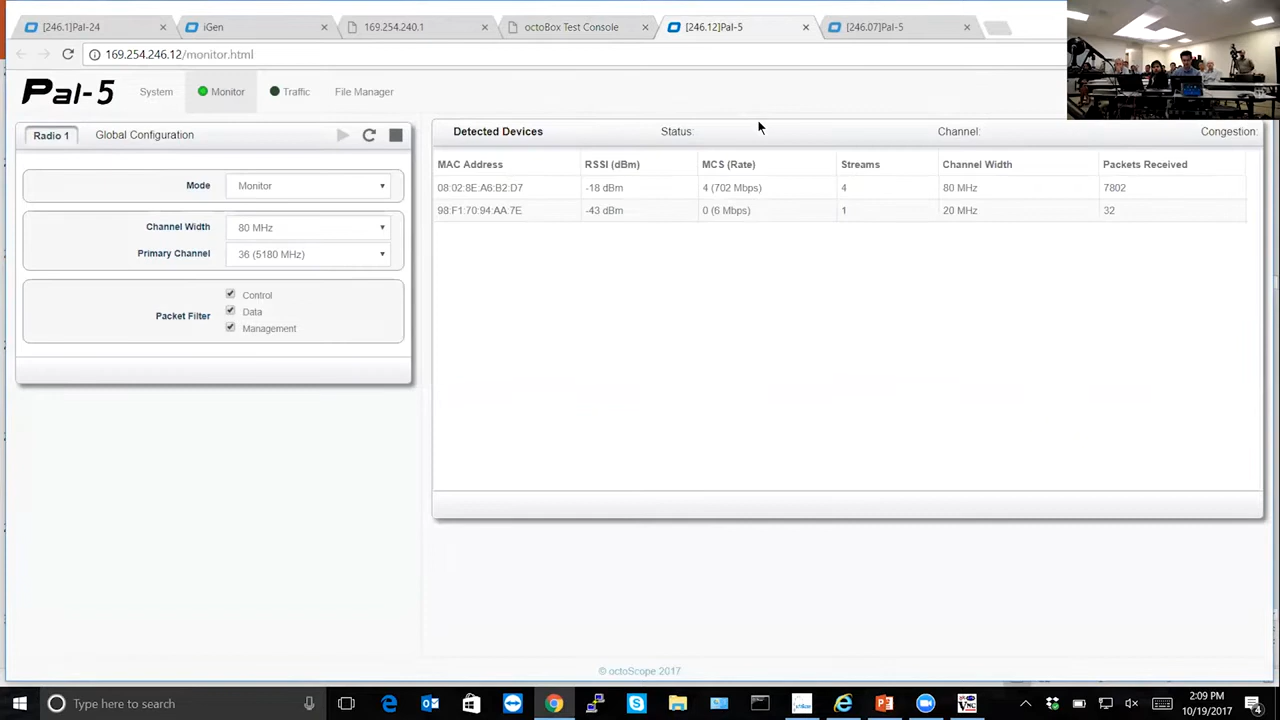 [246.1]Pal-24
iGen
169.254.240.1
octoBox Test Console
[246.12]Pal-5
[246.07]Pal-5
169.254.246.12/monitor.html
Pal-5
System
Monitor
Traffic
File Manager
Radio 1
Global Configuration
Detected Devices
Status:
Channel:
Congestion:
MAC Address RSSI (dBm) MCS (Rate) Streams Channel Width Packets Received
08:02:8E:A6:B2:D7 -18 dBm 4 (702 Mbps) 4 80 MHz 7802
98:F1:70:94:AA:7E -43 dBm 0 (6 Mbps) 1 20 MHz 32
Mode Monitor
Channel Width 80 MHz
Primary Channel 36 (5180 MHz)
Packet Filter
Control
Data
Management
© octoScope 2017
Type here to search
2:09 PM
10/19/2017